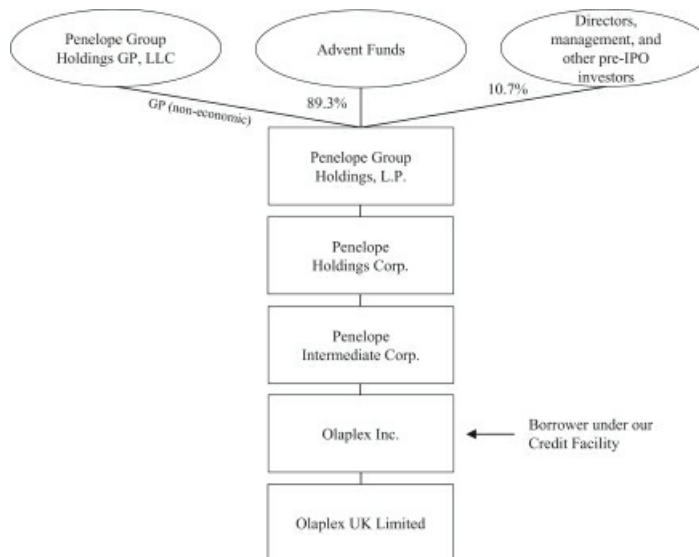 Penelope Group
Holdings GP, LLC
Advent Funds
Directors,
management, and
other pre-IPO
investors
GP (non-economic)
89.3%
10.7%
Penelope Group
Holdings, L.P.
Penelope
Holdings Corp.
Penelope
Intermediate Corp.
Olaplex Inc.
Borrower under our
Credit Facility
Olaplex UK Limited